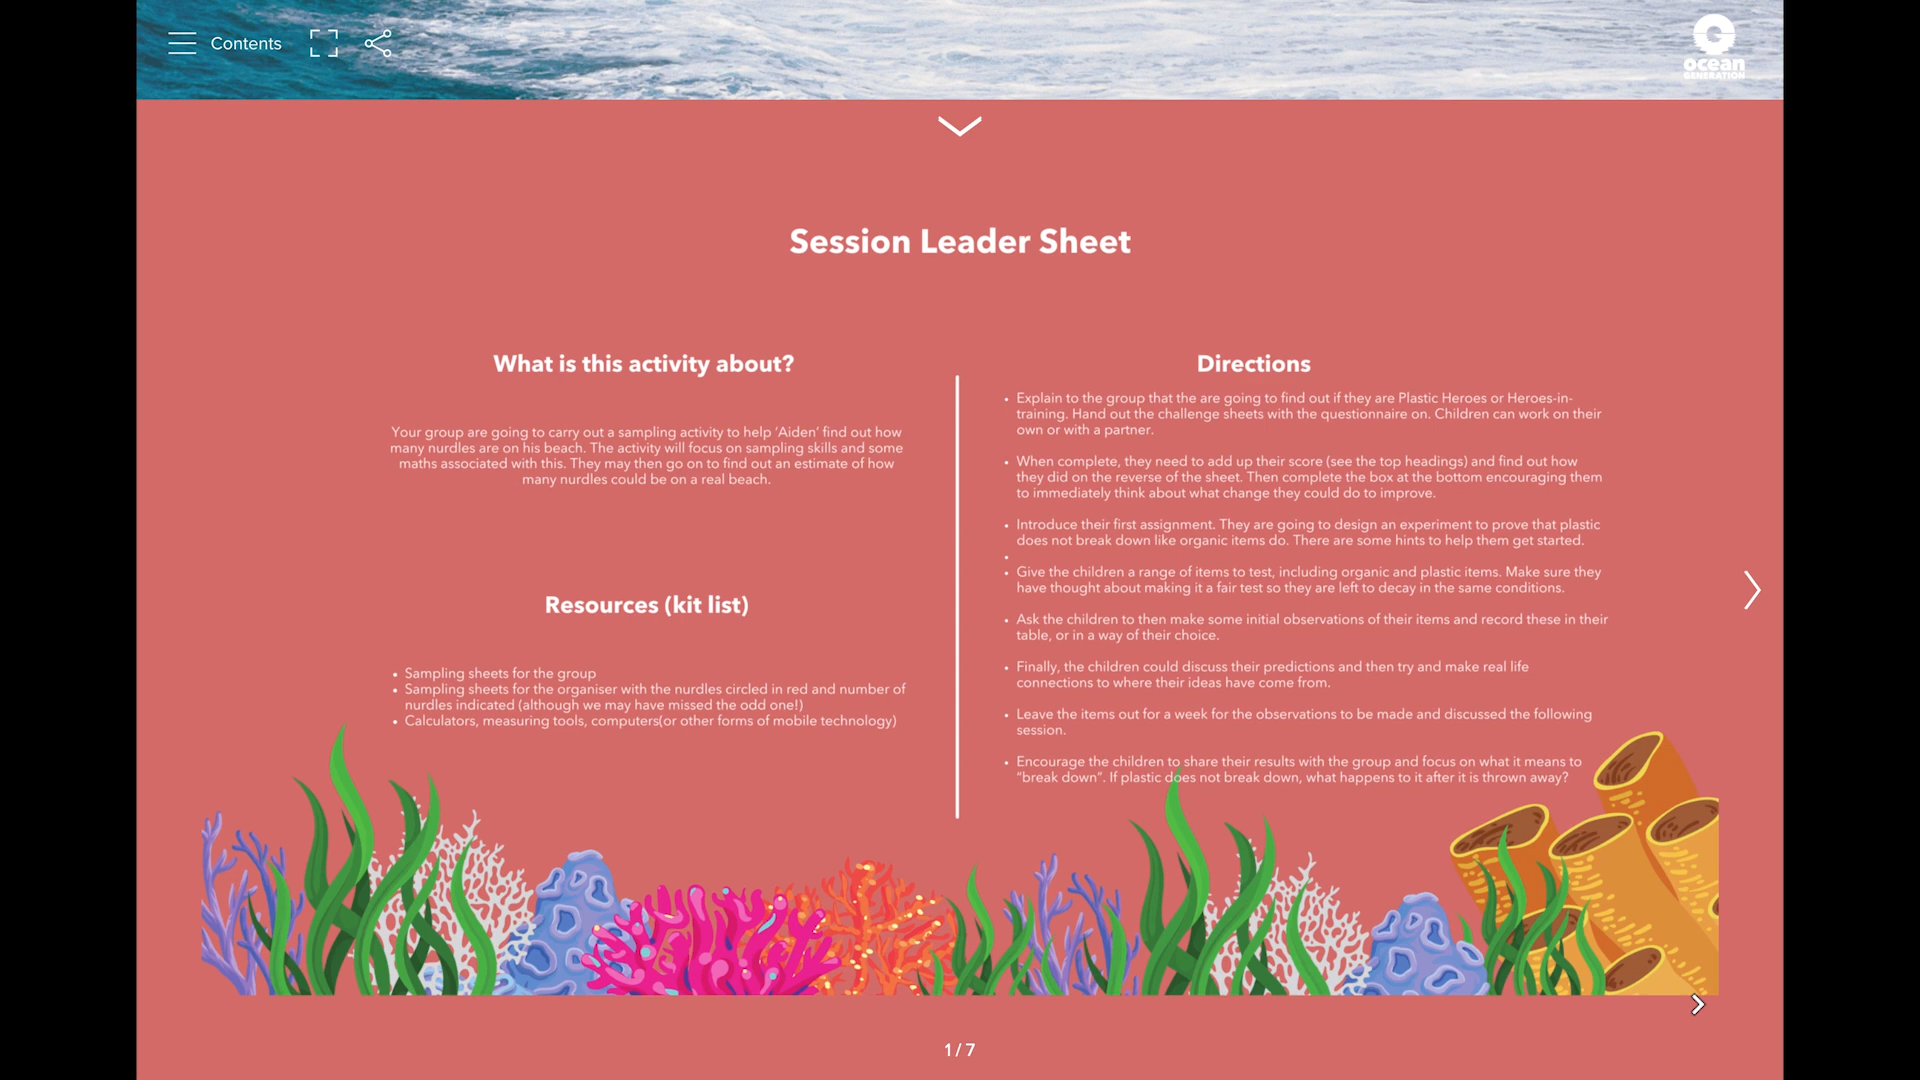 Contents
ocean
GENERATION
Session Leader Sheet
What is this activity about?
Your group are going to carry out a sampling activity to help ‘Aiden’ find out how
many nurdles are on his beach. The activity will focus on sampling skills and some
maths associated with this. They may then go on to find out an estimate of how
many nurdles could be on a real beach.
Resources (kit list)
• Sampling sheets for the group
• Sampling sheets for the organiser with the nurdles circled in red and number of
nurdles indicated (although we may have missed the odd one!)
• Calculators, measuring tools, computers(or other forms of mobile technology)
Directions
• Explain to the group that the are going to find out if they are Plastic Heroes or Heroes-in-
training. Hand out the challenge sheets with the questionnaire on. Children can work on their
own or with a partner.
• When complete, they need to add up their score (see the top headings) and find out how
they did on the reverse of the sheet. Then complete the box at the bottom encouraging them
to immediately think about what change they could do to improve.
• Introduce their first assignment. They are going to design an experiment to prove that plastic
does not break down like organic items do. There are some hints to help them get started.
•
• Give the children a range of items to test, including organic and plastic items. Make sure they
have thought about making it a fair test so they are left to decay in the same conditions.
• Ask the children to then make some initial observations of their items and record these in their
table, or in a way of their choice.
• Finally, the children could discuss their predictions and then try and make real life
connections to where their ideas have come from.
• Leave the items out for a week for the observations to be made and discussed the following
session.
• Encourage the children to share their results with the group and focus on what it means to
“break down”. If plastic does not break down, what happens to it after it is thrown away?
1 / 7